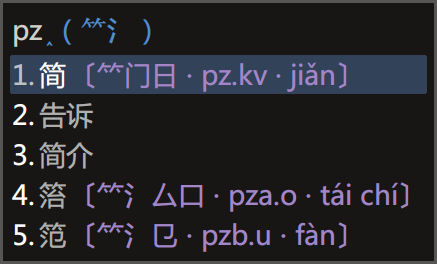 pz‸( ⺮氵 )
1. 简〔⺮门日 · pz.kv · jiǎn〕
2. 告诉
3. 简介
4. 箈〔⺮氵厶口 · pza.o · tái chí〕
5. 笵〔⺮氵㔾 · pzb.u · fàn〕